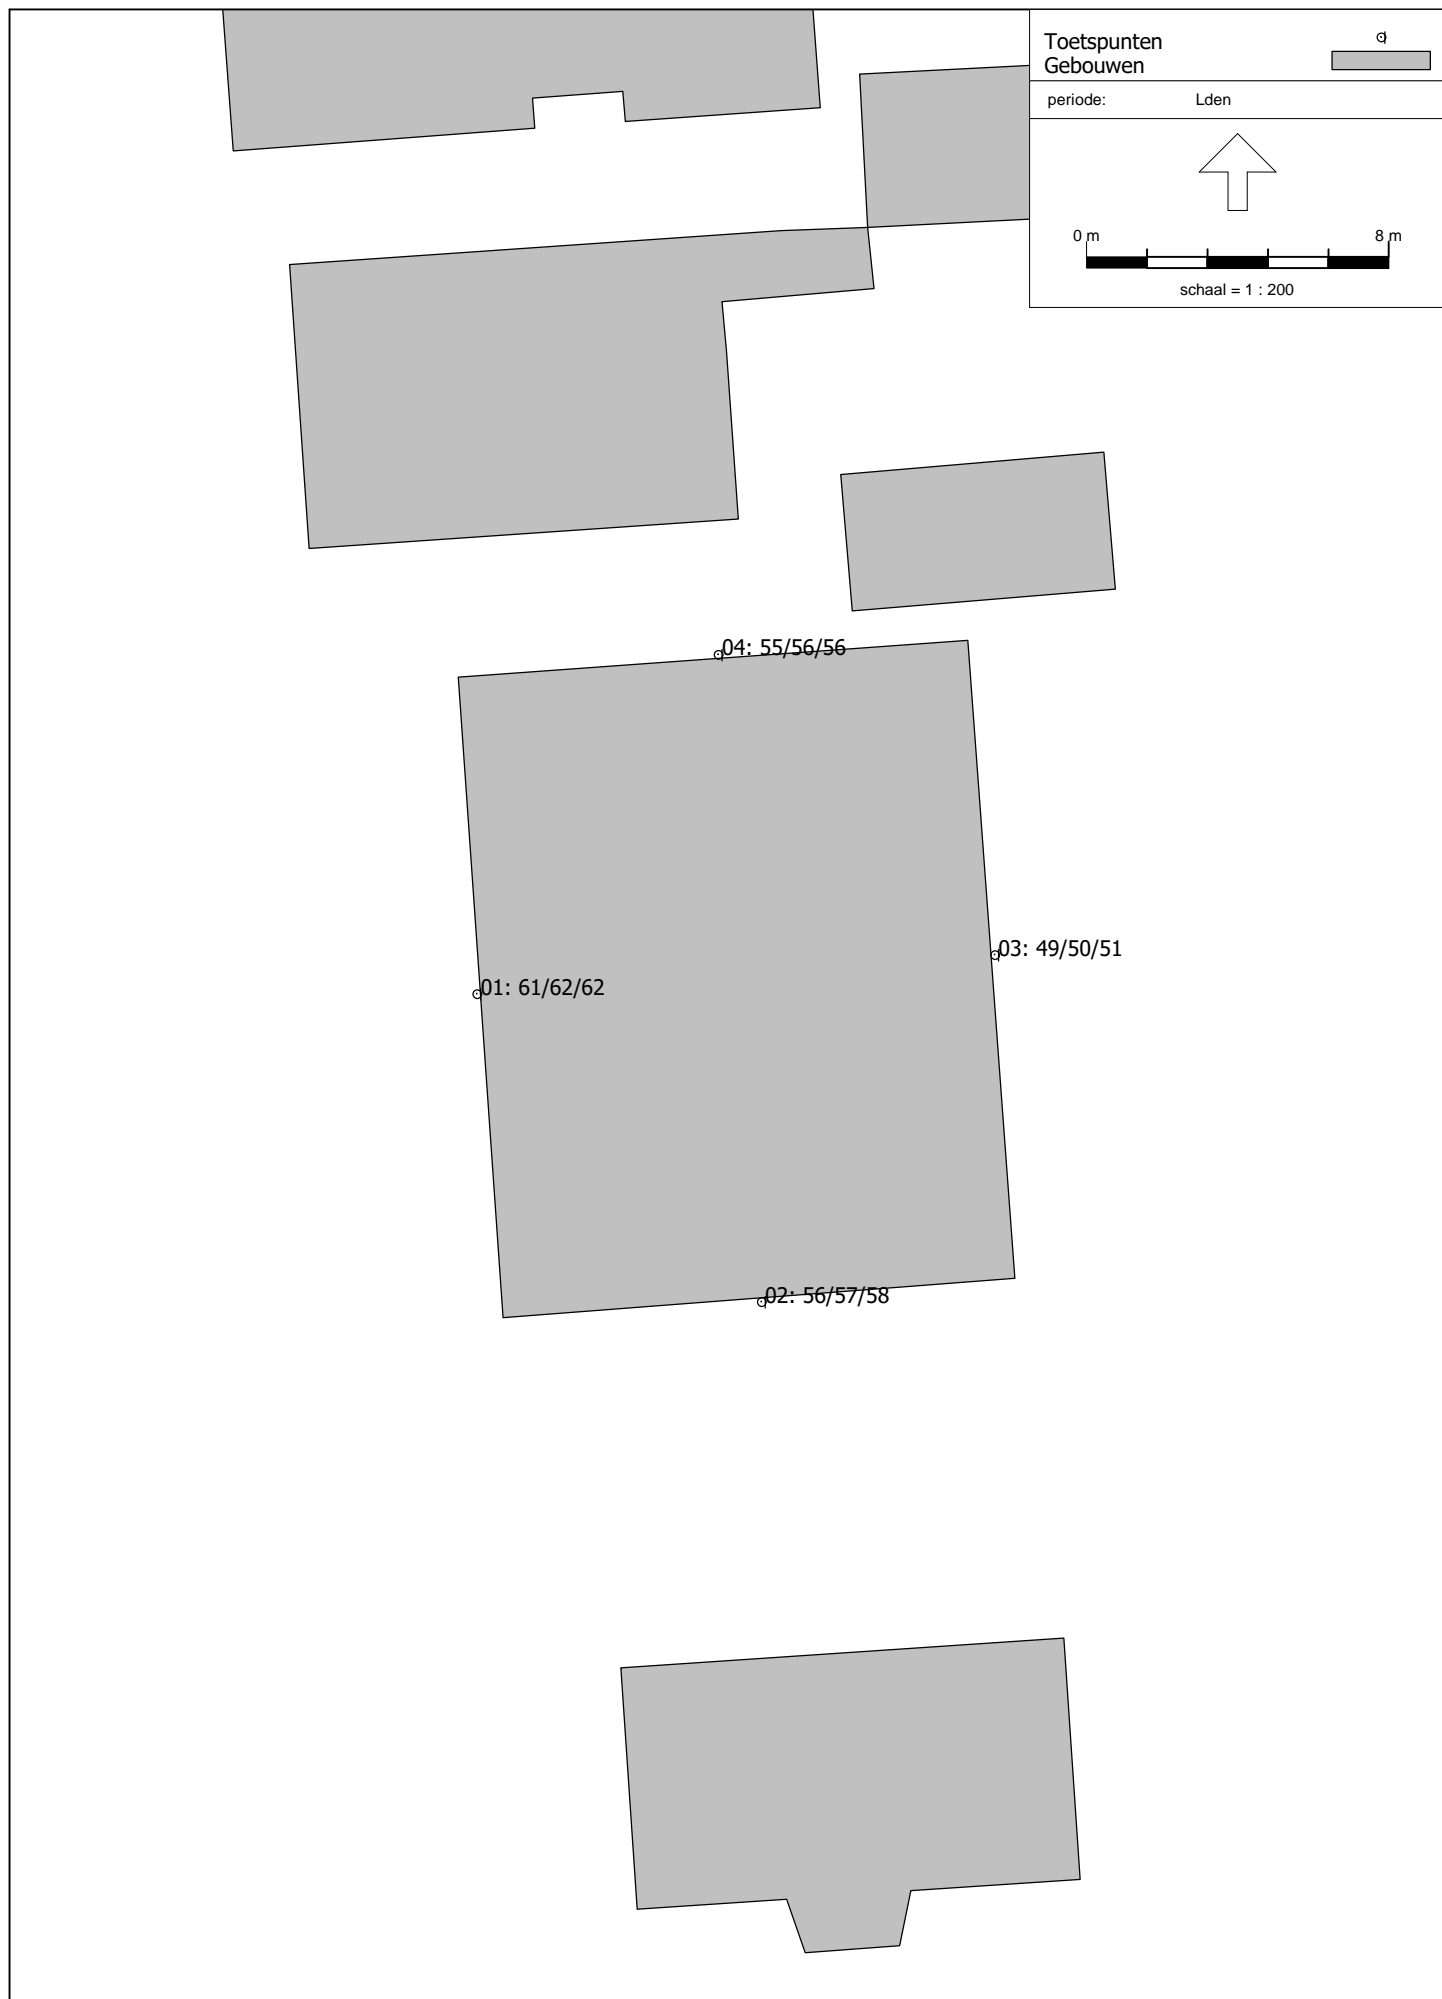 Toetspunten
Gebouwen
periode: Lden
0 m 8 m
schaal = 1 : 200
04: 55/56/56
03: 49/50/51
01: 61/62/62
02: 56/57/58